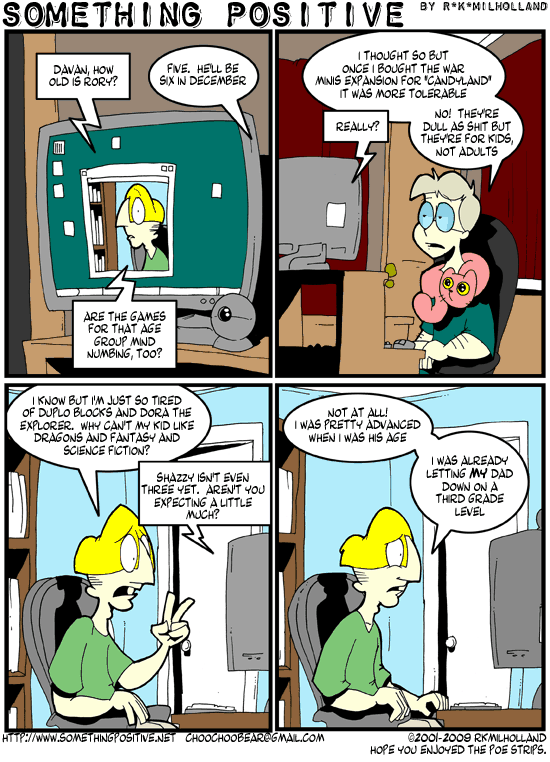 SOMETHING POSITIVE BY R*K*MILHOLLAND
DAVAN, HOW
OLD IS RORY?
FIVE. HE'LL BE
SIX IN DECEMBER
ARE THE GAMES
FOR THAT AGE
GROUP MIND
NUMBING, TOO?
I THOUGHT SO BUT
ONCE I BOUGHT THE WAR
MINIS EXPANSION FOR "CANDYLAND"
IT WAS MORE TOLERABLE
REALLY?
NO! THEY'RE
DULL AS SHIT BUT
THEY'RE FOR KIDS,
NOT ADULTS
I KNOW BUT I'M JUST SO TIRED
OF DUPLO BLOCKS AND DORA THE
EXPLORER. WHY CAN'T MY KID LIKE
DRAGONS AND FANTASY AND
SCIENCE FICTION?
SHAZZY ISN'T EVEN
THREE YET. AREN'T YOU
EXPECTING A LITTLE
MUCH?
NOT AT ALL!
I WAS PRETTY ADVANCED
WHEN I WAS HIS AGE
I WAS ALREADY
LETTING MY DAD
DOWN ON A
THIRD GRADE
LEVEL
HTTP://WWW.SOMETHINGPOSITIVE.NET CHOOCHOOBEAR@GMAIL.COM ©2001-2009 RKMILHOLLAND
HOPE YOU ENJOYED THE POE STRIPS.